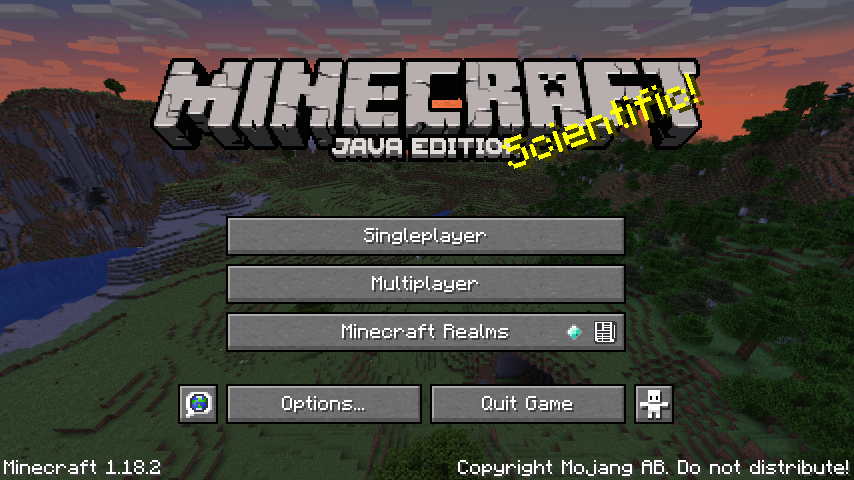 MINECRAFT
JAVA EDITION
Scientific!
Singleplayer
Multiplayer
Minecraft Realms
Options...
Quit Game
Minecraft 1.18.2
Copyright Mojang AB. Do not distribute!